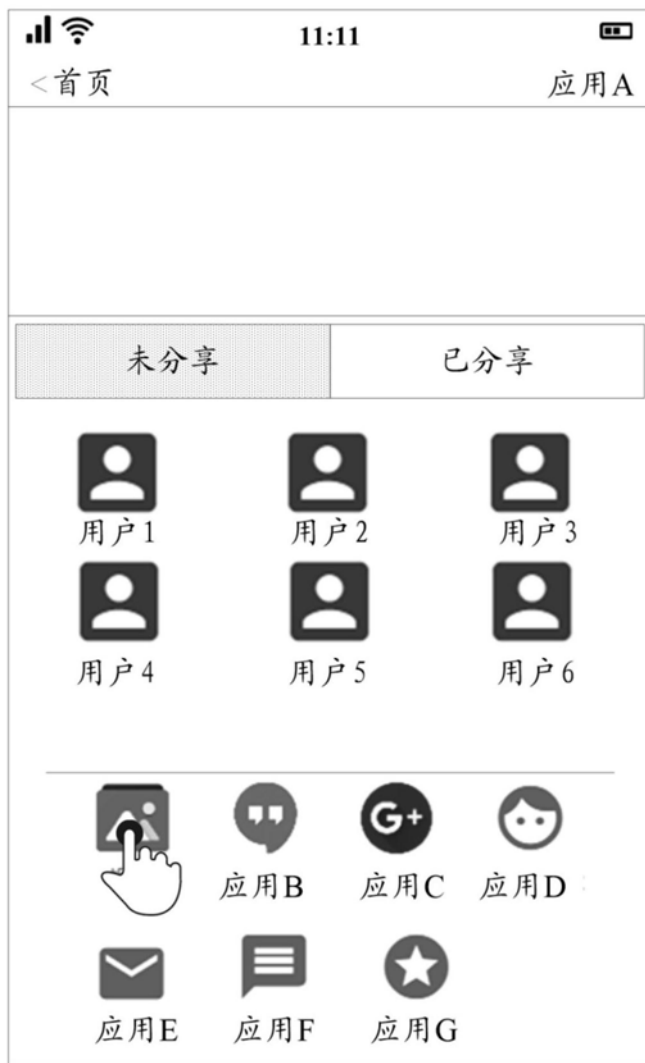 11:11
<首页 应用A
未分享 已分享
用户1 用户2 用户3
用户4 用户5 用户6
G+
应用B 应用C 应用D
应用E 应用F 应用G